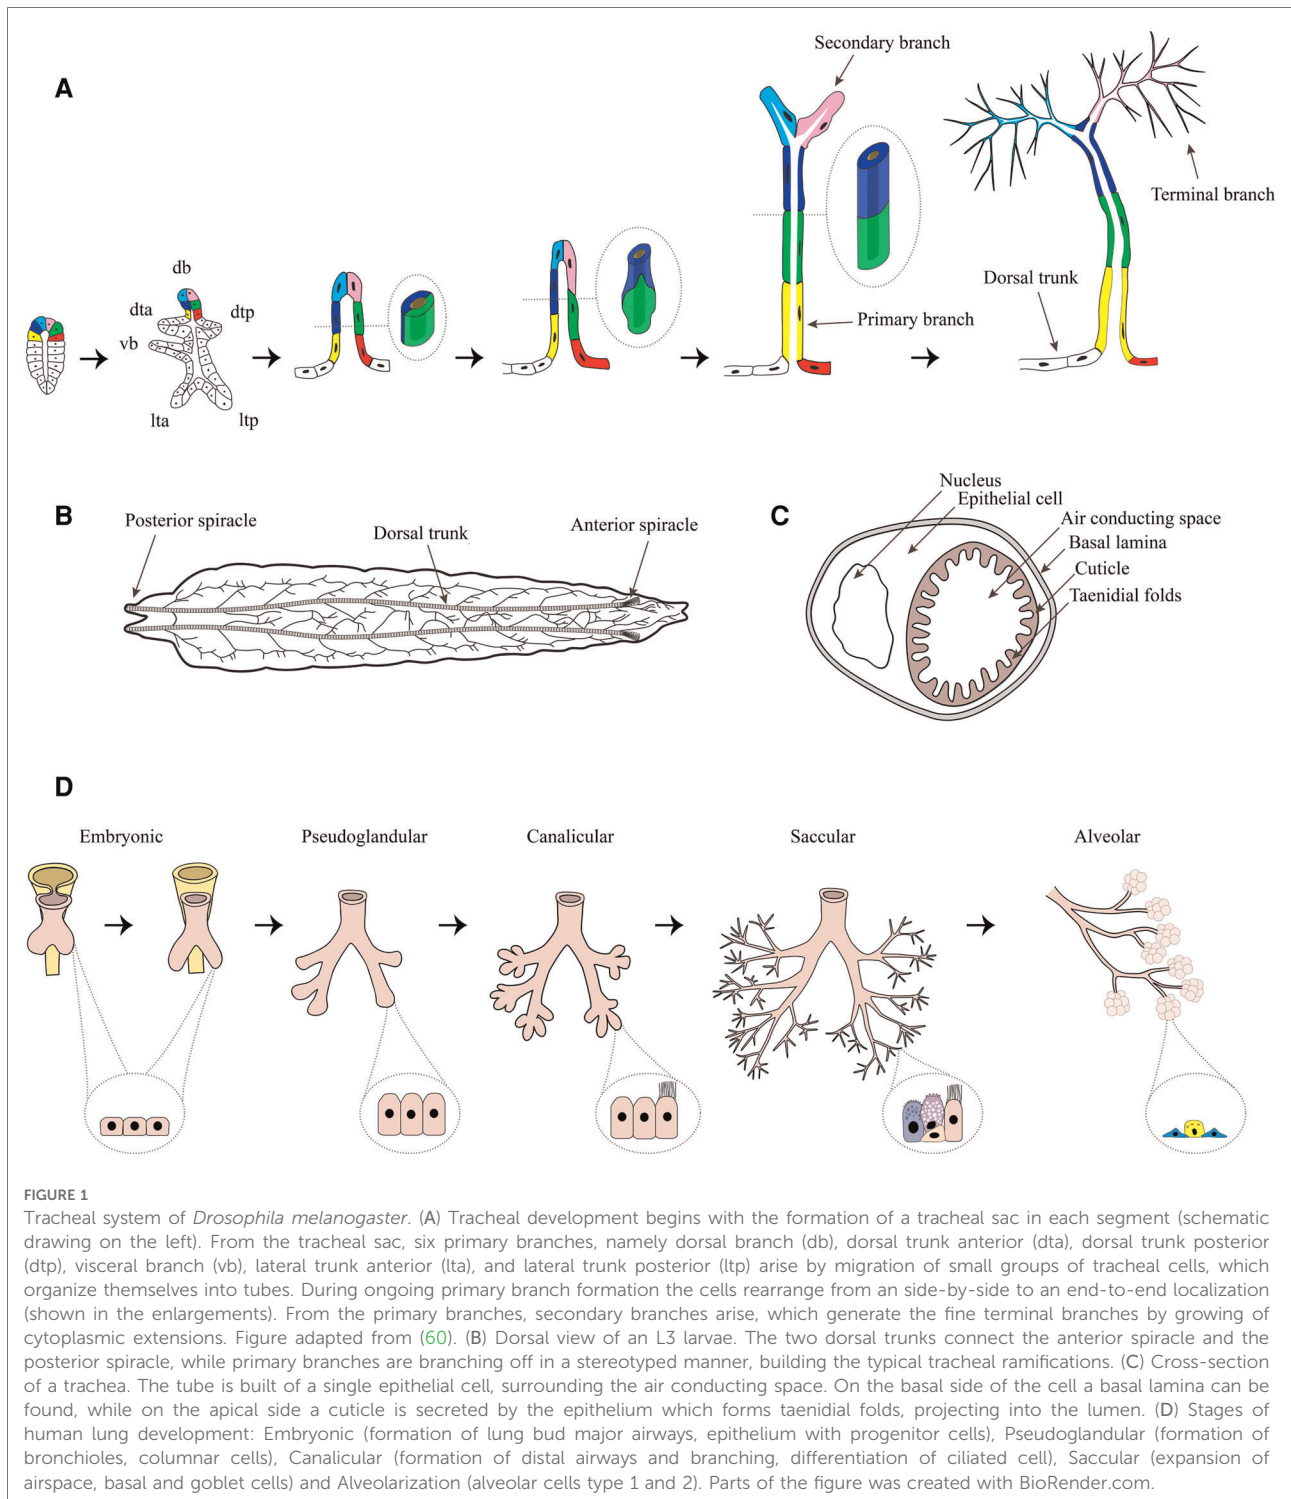 A
Secondary branch
Terminal branch
db
dta
dtp
vb
lta
ltp
Primary branch
Dorsal trunk
B
Posterior spiracle
Dorsal trunk
Anterior spiracle
C
Nucleus
Epithelial cell
Air conducting space
Basal lamina
Cuticle
Taenidial folds
D
Embryonic
Pseudoglandular
Canalicular
Saccular
Alveolar
FIGURE 1
Tracheal system of Drosophila melanogaster. (A) Tracheal development begins with the formation of a tracheal sac in each segment (schematic
drawing on the left). From the tracheal sac, six primary branches, namely dorsal branch (db), dorsal trunk anterior (dta), dorsal trunk posterior
(dtp), visceral branch (vb), lateral trunk anterior (lta), and lateral trunk posterior (ltp) arise by migration of small groups of tracheal cells, which
organize themselves into tubes. During ongoing primary branch formation the cells rearrange from an side-by-side to an end-to-end localization
(shown in the enlargements). From the primary branches, secondary branches arise, which generate the fine terminal branches by growing of
cytoplasmic extensions. Figure adapted from (60). (B) Dorsal view of an L3 larvae. The two dorsal trunks connect the anterior spiracle and the
posterior spiracle, while primary branches are branching off in a stereotyped manner, building the typical tracheal ramifications. (C) Cross-section
of a trachea. The tube is built of a single epithelial cell, surrounding the air conducting space. On the basal side of the cell a basal lamina can be
found, while on the apical side a cuticle is secreted by the epithelium which forms taenidial folds, projecting into the lumen. (D) Stages of
human lung development: Embryonic (formation of lung bud major airways, epithelium with progenitor cells), Pseudoglandular (formation of
bronchioles, columnar cells), Canalicular (formation of distal airways and branching, differentiation of ciliated cell), Saccular (expansion of
airspace, basal and goblet cells) and Alveolarization (alveolar cells type 1 and 2). Parts of the figure was created with BioRender.com.